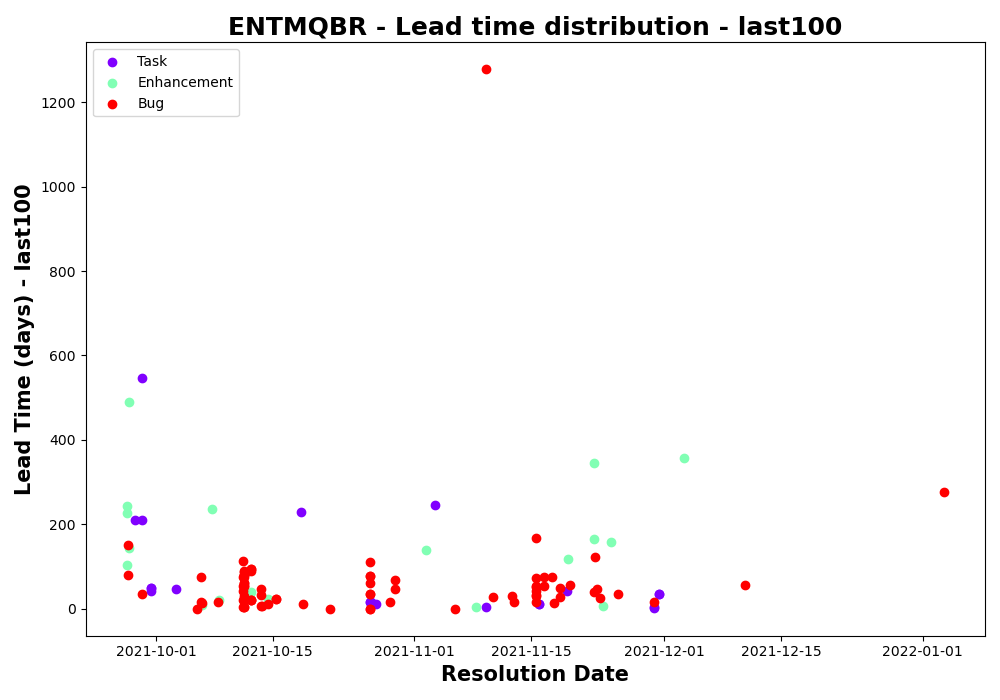 ENTMQBR - Lead time distribution - last100
Task
Enhancement
Bug
Lead Time (days) - last100
1200
1000
800
600
400
200
0
2021-10-01
2021-10-15
2021-11-01
2021-11-15
2021-12-01
2021-12-15
2022-01-01
Resolution Date